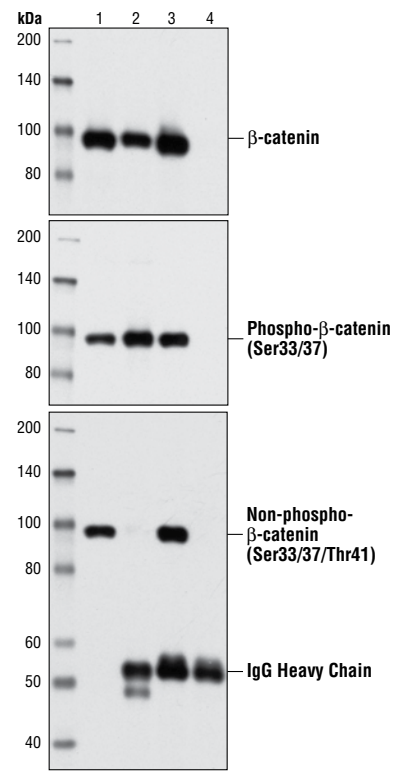 kDa 1 2 3 4
200
140
100
β-catenin
80
200
140
100
Phospho-β-catenin
(Ser33/37)
80
200
140
100
Non-phospho-
β-catenin
(Ser33/37/Thr41)
80
60
IgG Heavy Chain
50
40